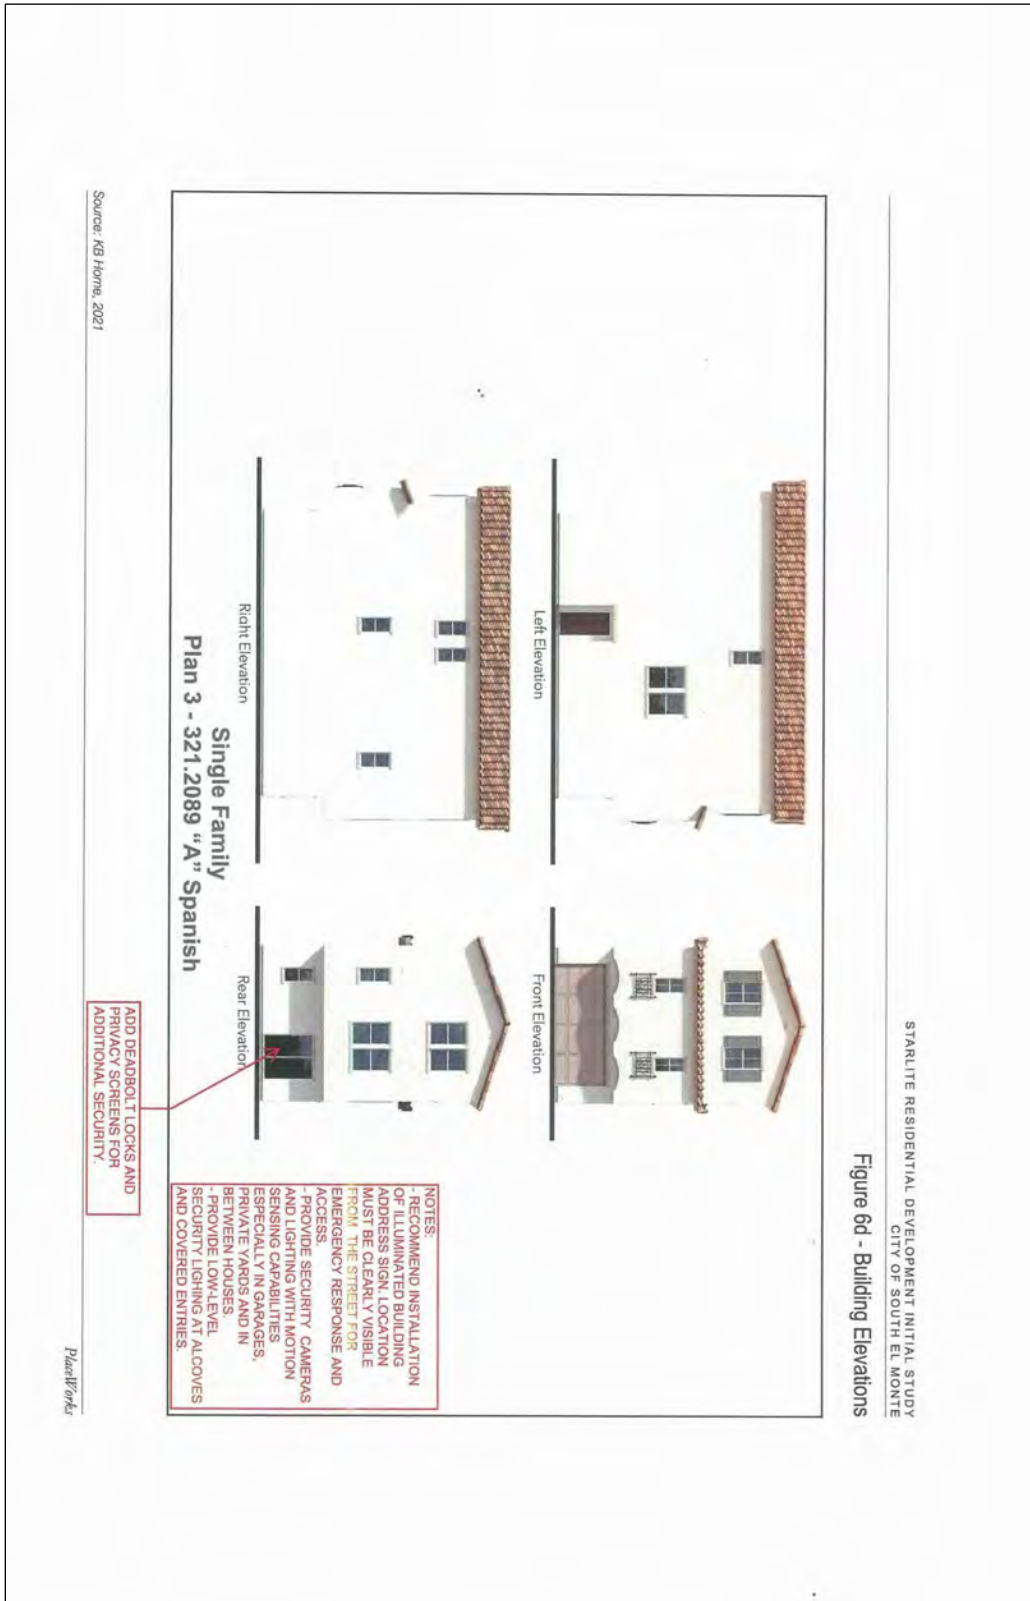 STARLITE RESIDENTIAL DEVELOPMENT INITIAL STUDY
CITY OF SOUTH EL MONTE
Figure 6d - Building Elevations
Left Elevation
Front Elevation
Right Elevation
Rear Elevation
Single Family
Plan 3 - 321.2089 "A" Spanish
NOTES:
- RECOMMEND INSTALLATION
OF ILLUMINATED BUILDING
ADDRESS SIGN. LOCATION
MUST BE CLEARLY VISIBLE
FROM THE STREET FOR
EMERGENCY RESPONSE AND
ACCESS.
- PROVIDE SECURITY CAMERAS
AND LIGHTING WITH MOTION
SENSING CAPABILITIES
ESPECIALLY IN GARAGES,
PRIVATE YARDS AND IN
BETWEEN HOUSES.
- PROVIDE LOW-LEVEL
SECURITY LIGHING AT ALCOVES
AND COVERED ENTRIES.
ADD DEADBOLT LOCKS AND
PRIVACY SCREENS FOR
ADDITIONAL SECURITY.
Source: KB Home, 2021
PlaceWorks